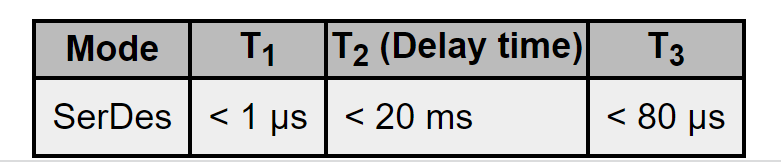 Mode T1 T2 (Delay time) T3
SerDes < 1 µs < 20 ms < 80 µs